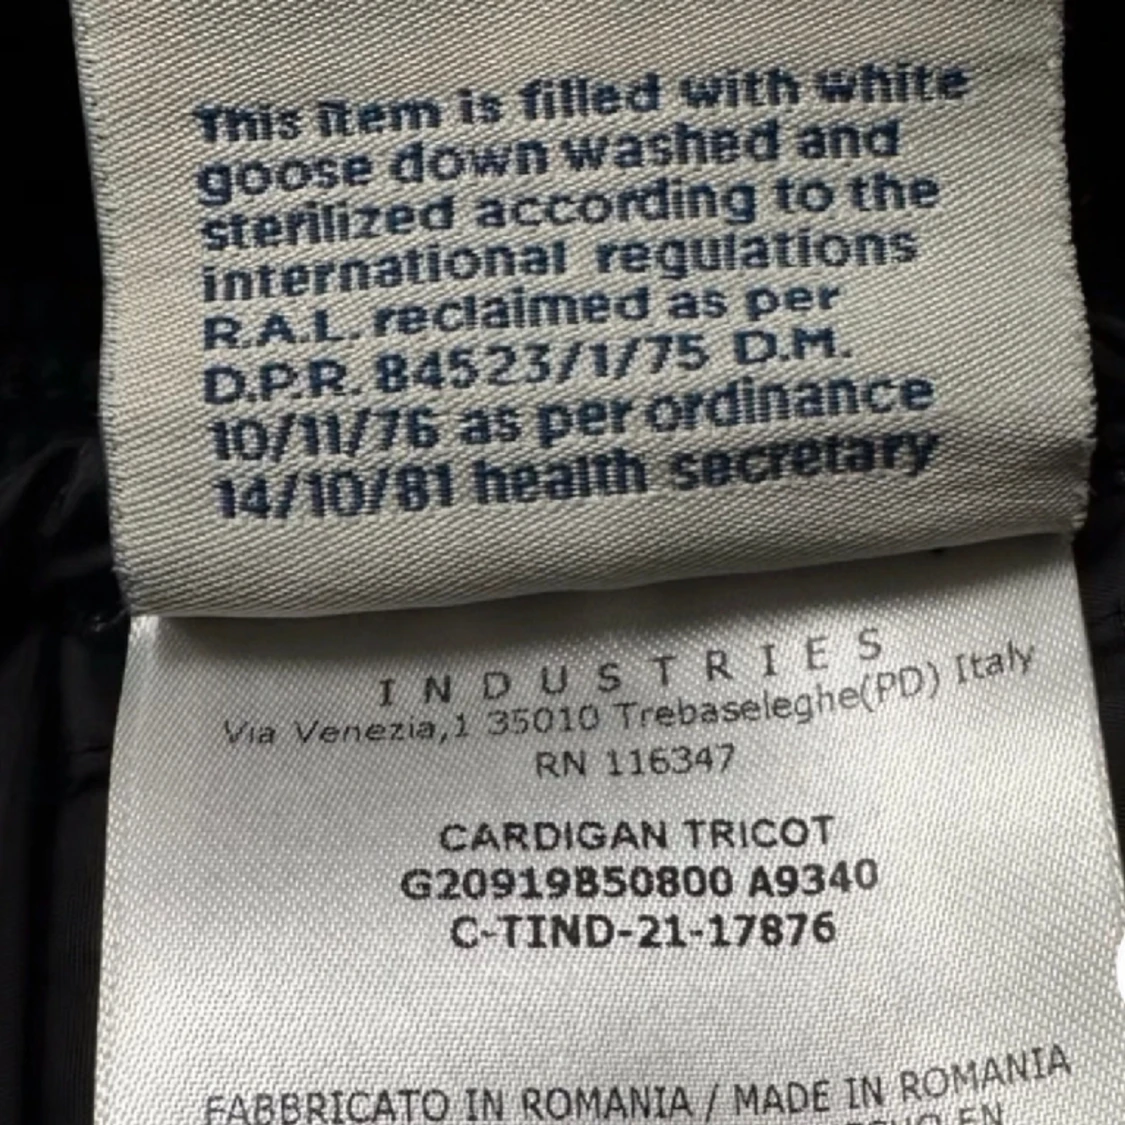 This item is filled with white
goose down washed and
sterilized according to the
international regulations
R.A.L. reclaimed as per
D.P.R. 84523/1/75 D.M.
10/11/76 as per ordinance
14/10/81 health secretary
INDUSTRIES
Via Venezia,1 35010 Trebaseleghe(PD) Italy
RN 116347
CARDIGAN TRICOT
G20919B50800 A9340
C-TIND-21-17876
FABBRICATO IN ROMANIA / MADE IN ROMANIA
EN